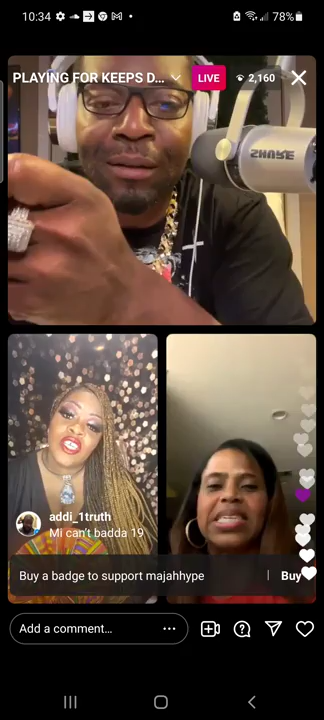 10:34
78%
PLAYING FOR KEEPS D...
LIVE
2,160
SHURE
addi_1truth
Mi can't badda 19
Buy a badge to support majahhype
Buy
Add a comment...